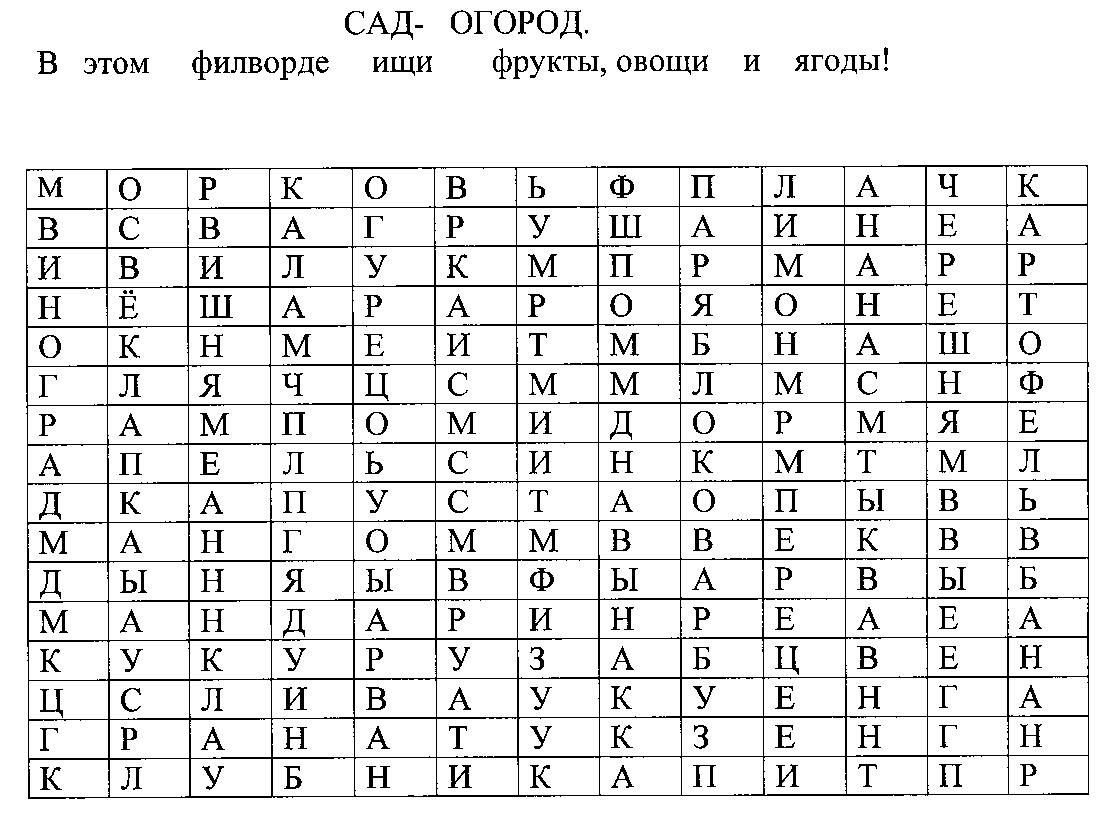 САД- ОГОРОД.
В этом филворде ищи фрукты, овощи и ягоды!
М О Р К О В Ь Ф П Л А Ч К
В С В А Г Р У Ш А И Н Е А
И В И Л У К М П Р М А Р Р
Н Ё Ш А Р А Р О Я О Н Е Т
О К Н М Е И Т М Б Н А Ш О
Г Л Я Ч Ц С М М Л М С Н Ф
Р А М П О М И Д О Р М Я Е
А П Е Л Ь С И Н К М Т М Л
Д К А П У С Т А О П Ы В Ь
М А Н Г О М М В В Е К В В
Д Ы Н Я Ы В Ф Ы А Р В Ы Б
М А Н Д А Р И Н Р Е А Е А
К У К У Р У З А Б Ц В Е Н
Ц С Л И В А У К У Е Н Г А
Г Р А Н А Т У К З Е Н Г Н
К Л У Б Н И К А П И Т П Р